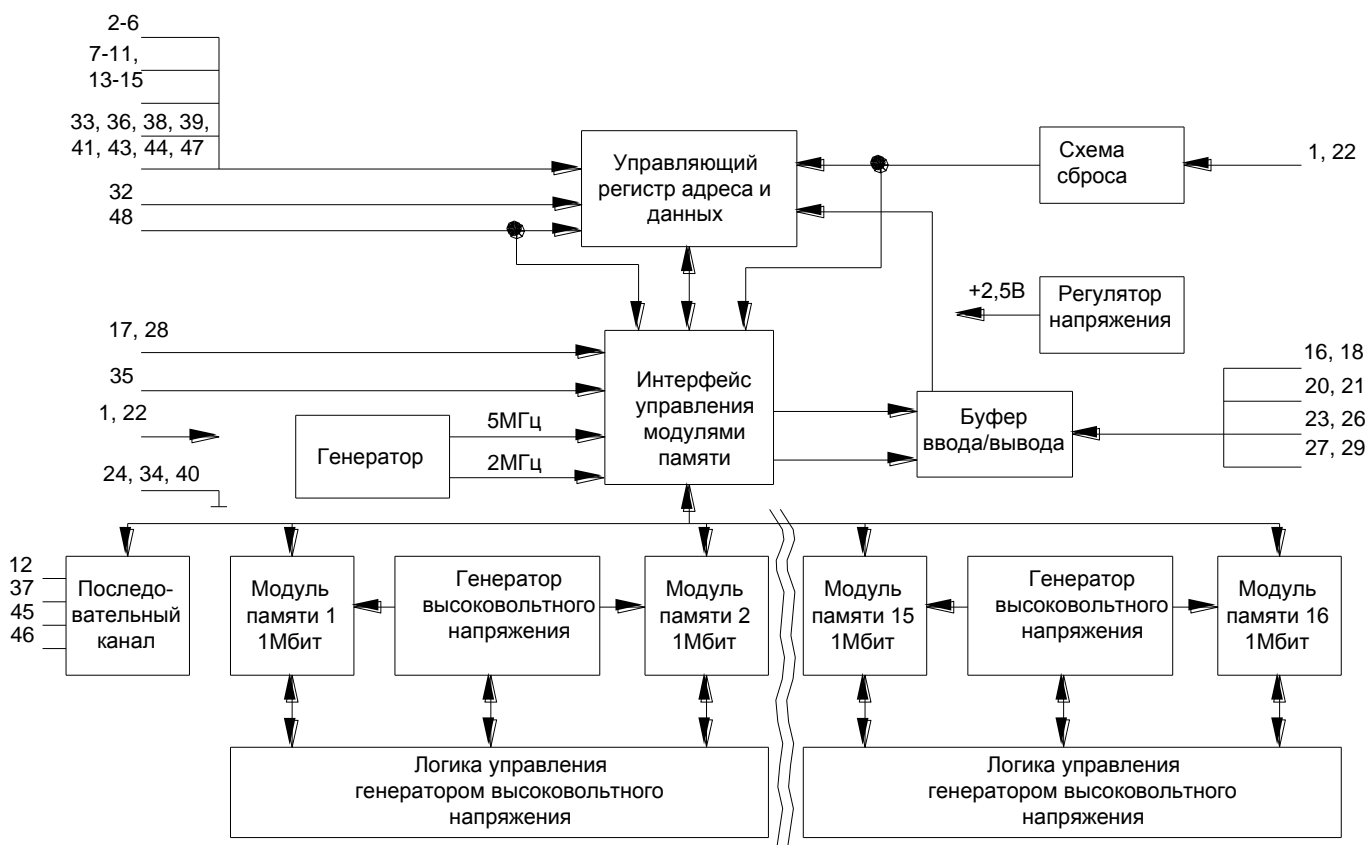 2-6
7-11,
13-15
33, 36, 38, 39,
41, 43, 44, 47
32
48
Управляющий
регистр адреса и
данных
Схема
сброса
1, 22
+2,5В
Регулятор
напряжения
17, 28
35
1, 22
24, 34, 40
Генератор
5МГц
2МГц
Интерфейс
управления
модулями
памяти
Буфер
ввода/вывода
16, 18
20, 21
23, 26
27, 29
12
37
45
46
Последо-
вательный
канал
Модуль
памяти 1
1Мбит
Генератор
высоковольтного
напряжения
Модуль
памяти 2
1Мбит
Модуль
памяти 15
1Мбит
Генератор
высоковольтного
напряжения
Модуль
памяти 16
1Мбит
Логика управления
генератором высоковольтного
напряжения
Логика управления
генератором высоковольтного
напряжения